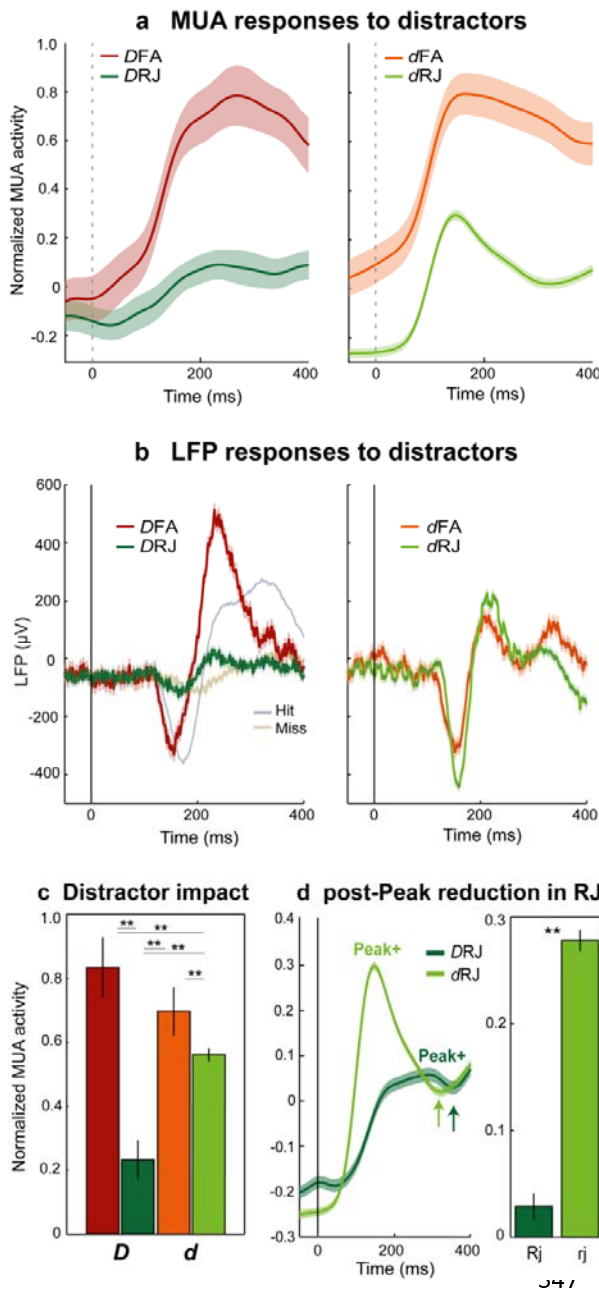 a MUA responses to distractors
Normalized MUA activity
1.0
0.8
0.6
0.4
0.2
0
-0.2
DFA
DRJ
0
200
400
Time (ms)
dFA
dRJ
0
200
400
Time (ms)
b LFP responses to distractors
LFP (µV)
600
400
200
0
-200
-400
DFA
DRJ
Hit
Miss
0
200
400
Time (ms)
dFA
dRJ
0
200
400
Time (ms)
c Distractor impact
Normalized MUA activity
1.0
0.8
0.6
0.4
0.2
0
**
**
** **
**
D
d
d post-Peak reduction in RJ
0.4
0.3
0.2
0.1
0
-0.1
-0.2
-0.3
Peak+
DRJ
dRJ
Peak+
0
200
400
Time (ms)
0.3
0.2
0.1
0
**
Rj
rj